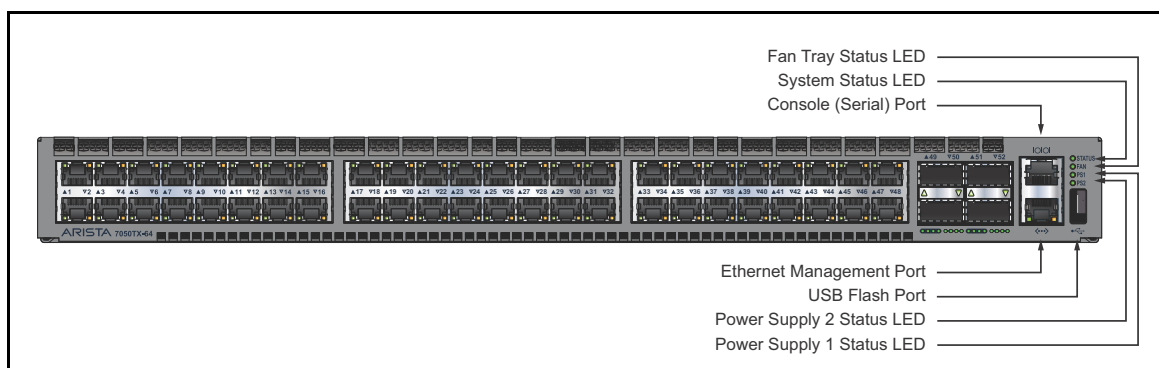 Fan Tray Status LED
System Status LED
Console (Serial) Port
IOIOI
▲49 ▼50 ▲51 ▼52
STATUS
FAN
PS1
PS2
▲1 ▼2 ▲3 ▼4 ▲5 ▼6 ▲7 ▼8 ▲9 ▼10 ▲11 ▼12 ▲13 ▼14 ▲15 ▼16 ▲17 ▼18 ▲19 ▼20 ▲21 ▼22 ▲23 ▼24 ▲25 ▼26 ▲27 ▼28 ▲29 ▼30 ▲31 ▼32 ▲33 ▼34 ▲35 ▼36 ▲37 ▼38 ▲39 ▼40 ▲41 ▼42 ▲43 ▼44 ▲45 ▼46 ▲47 ▼48
ARISTA 7050TX-64
Ethernet Management Port
USB Flash Port
Power Supply 2 Status LED
Power Supply 1 Status LED